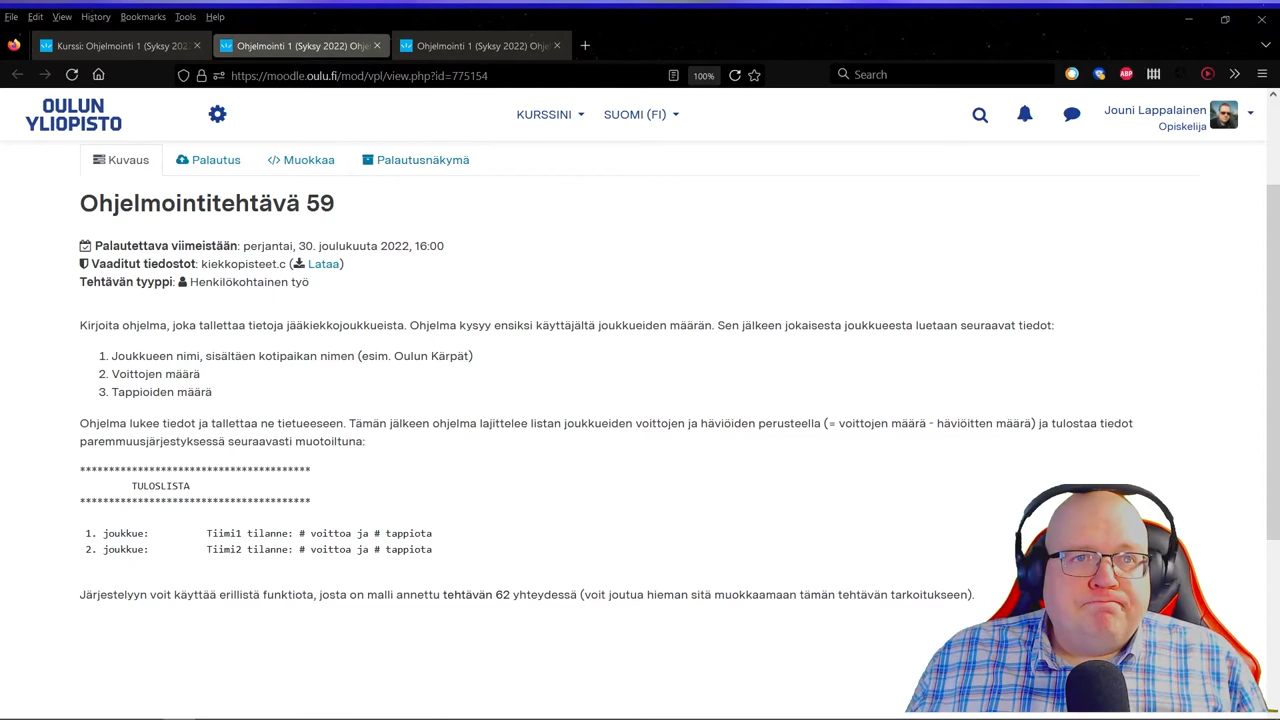 File Edit View History Bookmarks Tools Help
Kurssi: Ohjelmointi 1 (Syksy 202
Ohjelmointi 1 (Syksy 2022) Ohje
Ohjelmointi 1 (Syksy 2022) Ohje
https://moodle.oulu.fi/mod/vpl/view.php?id=775154
100%
Search
ABP
OULUN
YLIOPISTO
KURSSINI
SUOMI (FI)
Jouni Lappalainen
Opiskelija
Kuvaus
Palautus
</> Muokkaa
Palautusnäkymä
Ohjelmointitehtävä 59
Palautettava viimeistään: perjantai, 30. joulukuuta 2022, 16:00
Vaaditut tiedostot: kiekkopisteet.c (Lataa)
Tehtävän tyyppi: Henkilökohtainen työ
Kirjoita ohjelma, joka tallettaa tietoja jääkiekkojoukkueista. Ohjelma kysyy ensiksi käyttäjältä joukkueiden määrän. Sen jälkeen jokaisesta joukkueesta luetaan seuraavat tiedot:
1. Joukkueen nimi, sisältäen kotipaikan nimen (esim. Oulun Kärpät)
2. Voittojen määrä
3. Tappioiden määrä
Ohjelma lukee tiedot ja tallettaa ne tietueeseen. Tämän jälkeen ohjelma lajittelee listan joukkueiden voittojen ja häviöiden perusteella (= voittojen määrä - häviöitten määrä) ja tulostaa tiedot
paremmuusjärjestyksessä seuraavasti muotoiltuna:
****************************************
TULOSLISTA
****************************************
1. joukkue: Tiimi1 tilanne: # voittoa ja # tappiota
2. joukkue: Tiimi2 tilanne: # voittoa ja # tappiota
Järjestelyyn voit käyttää erillistä funktiota, josta on malli annettu tehtävän 62 yhteydessä (voit joutua hieman sitä muokkaamaan tämän tehtävän tarkoitukseen).